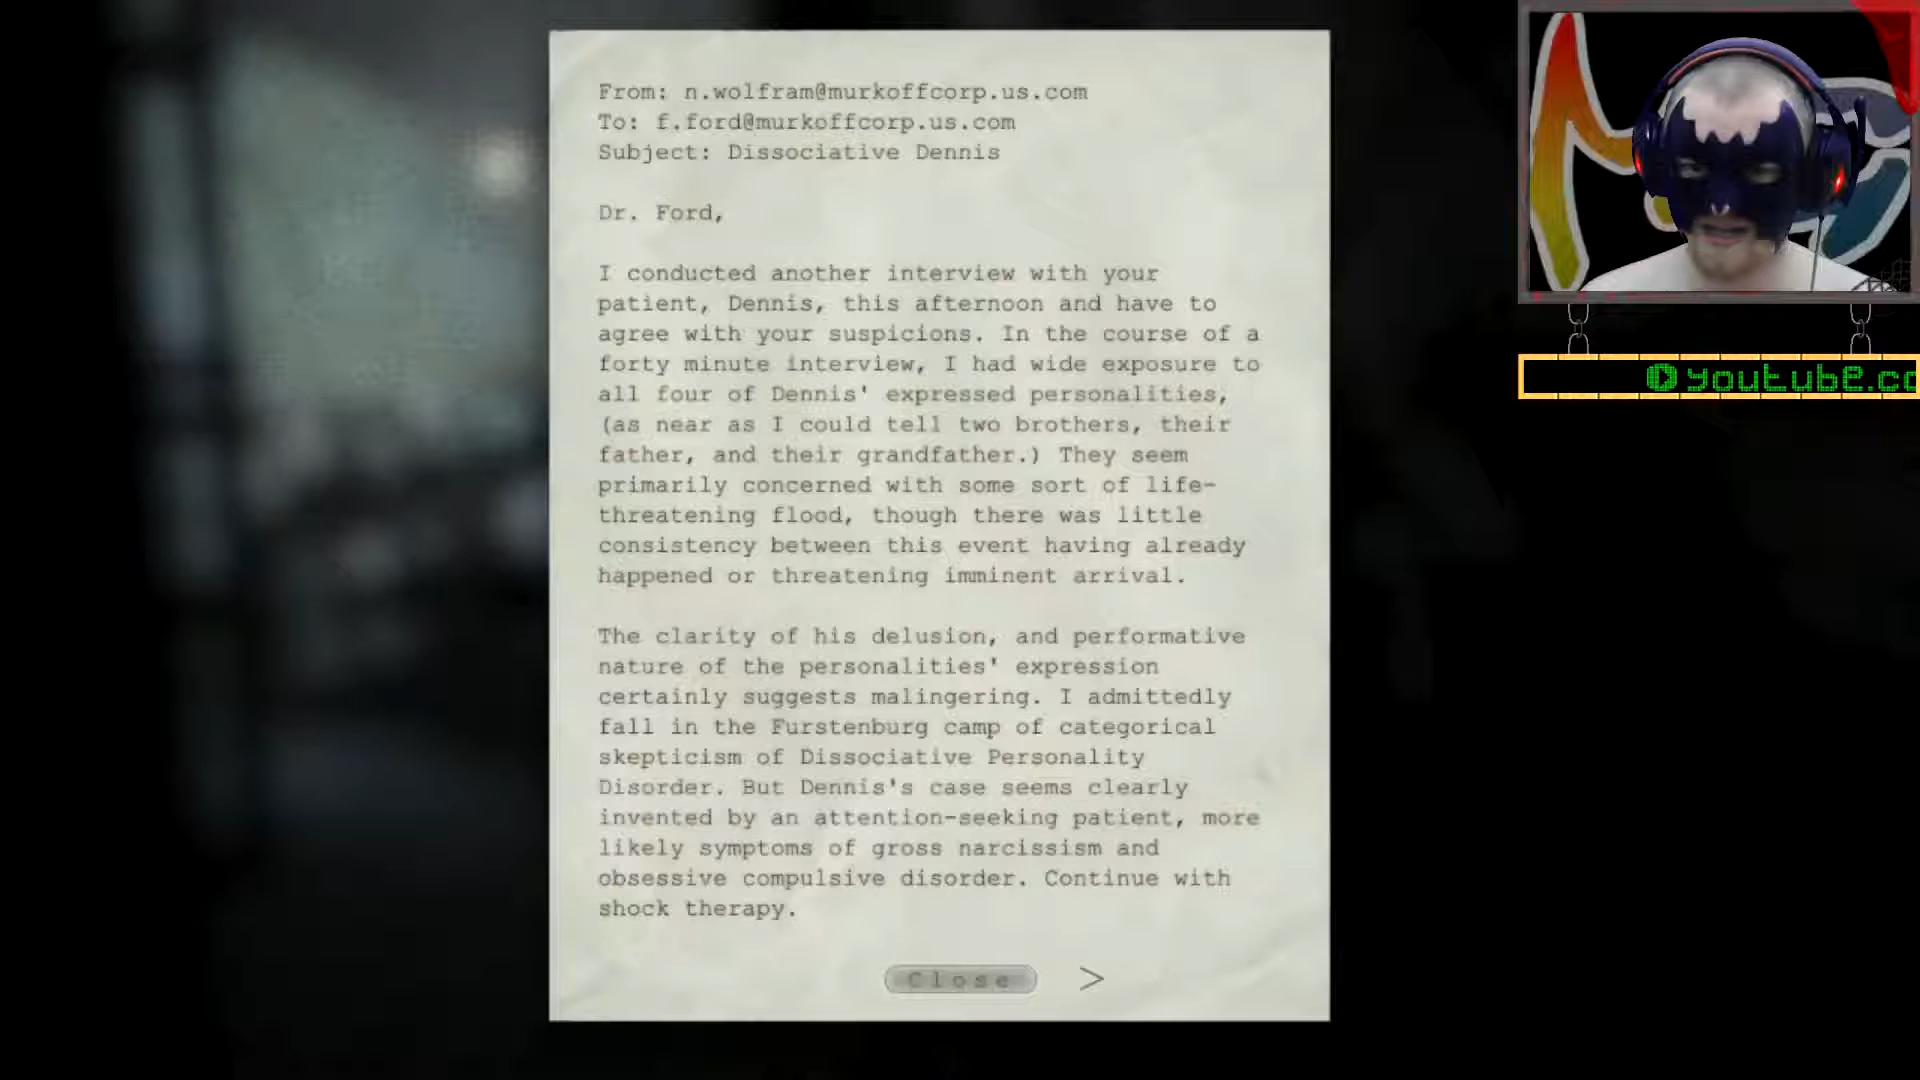 From: n.wolfram@murkoffcorp.us.com
To: f.ford@murkoffcorp.us.com
Subject: Dissociative Dennis
Dr. Ford,
I conducted another interview with your
patient, Dennis, this afternoon and have to
agree with your suspicions. In the course of a
forty minute interview, I had wide exposure to
all four of Dennis' expressed personalities,
(as near as I could tell two brothers, their
father, and their grandfather.) They seem
primarily concerned with some sort of life-
threatening flood, though there was little
consistency between this event having already
happened or threatening imminent arrival.
The clarity of his delusion, and performative
nature of the personalities' expression
certainly suggests malingering. I admittedly
fall in the Furstenburg camp of categorical
skepticism of Dissociative Personality
Disorder. But Dennis's case seems clearly
invented by an attention-seeking patient, more
likely symptoms of gross narcissism and
obsessive compulsive disorder. Continue with
shock therapy.
Close >
youtube.co